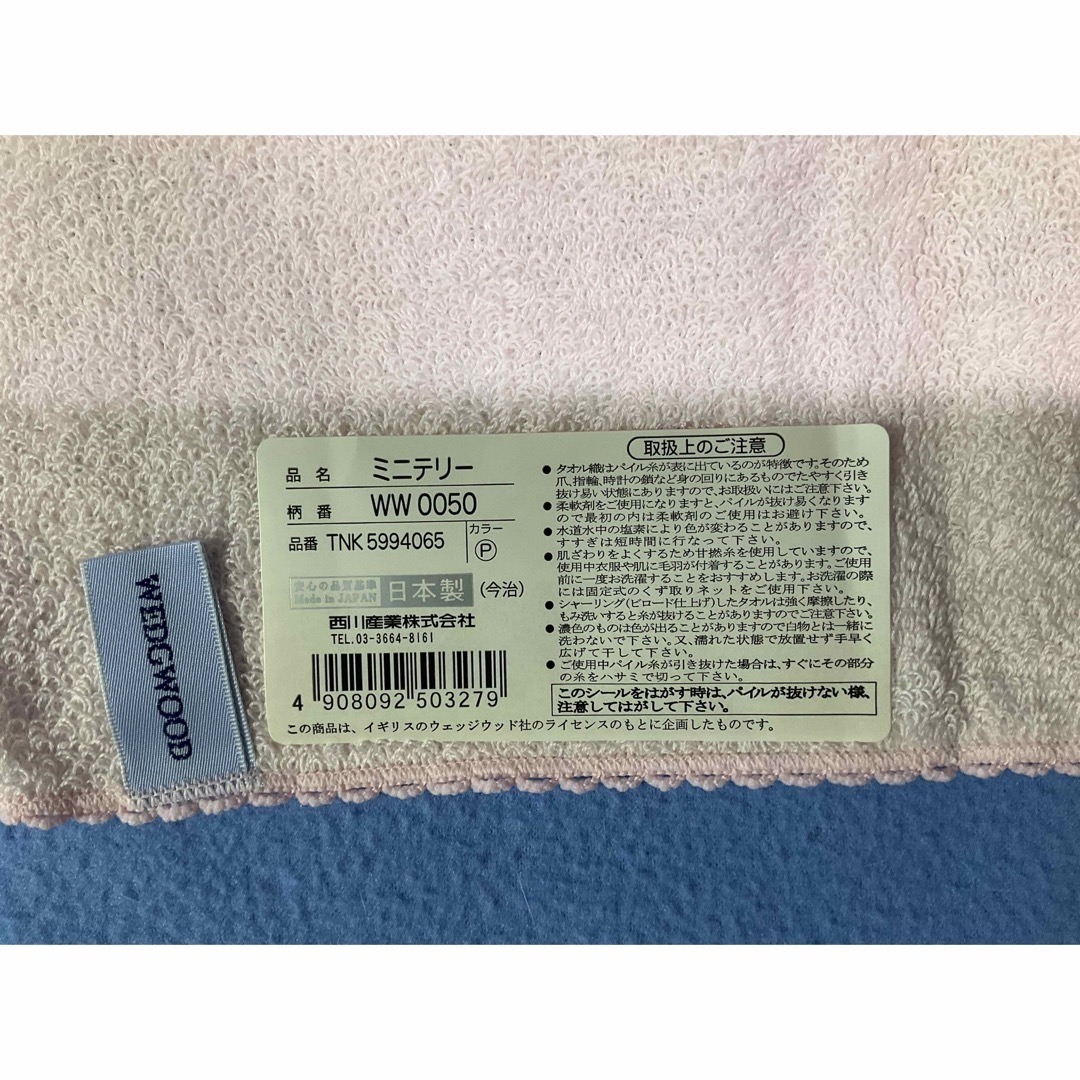 品名 ミニテリー
柄番 WW 0050
品番 TNK 5994065
カラー
P
安心の品質基準
Made in JAPAN
日本製 (今治)
西川産業株式会社
TEL.03-3664-8161
4 908092 503279
取扱上のご注意
●タオル織はパイル糸が表に出ているのが特徴です。そのため
爪、指輪、時計の鎖など身の回りにあるものでたやすく引き
抜け易い状態にありますので、お取扱いにはご注意下さい。
●柔軟剤をご使用になりますと、パイルが抜け易くなります
ので最初の内は柔軟剤のご使用はお避け下さい。
●水道水中の塩素により色が変わることがありますので、
すすぎは短時間に行なって下さい。
●肌ざわりをよくするため甘撚糸を使用していますので、
使用中衣服や肌に毛羽が付着することがあります。ご使用
前に一度お洗濯することをおすすめします。お洗濯の際
には固定式のくず取りネットをご使用下さい。
●シャーリング(ビロード仕上げ)したタオルは強く摩擦したり、
もみ洗いすると糸が抜けることがありますのでご注意下さい。
●濃色のものは色が出ることがありますので白物とは一緒に
洗わないで下さい。又、濡れた状態で放置せず手早く
広げて干して下さい。
●ご使用中パイル糸が引き抜けた場合は、すぐにその部分
の糸をハサミで切って下さい。
このシールをはがす時は、パイルが抜けない様、
注意してはがして下さい。
この商品は、イギリスのウェッジウッド社のライセンスのもとに企画したものです。
WEDGWOOD